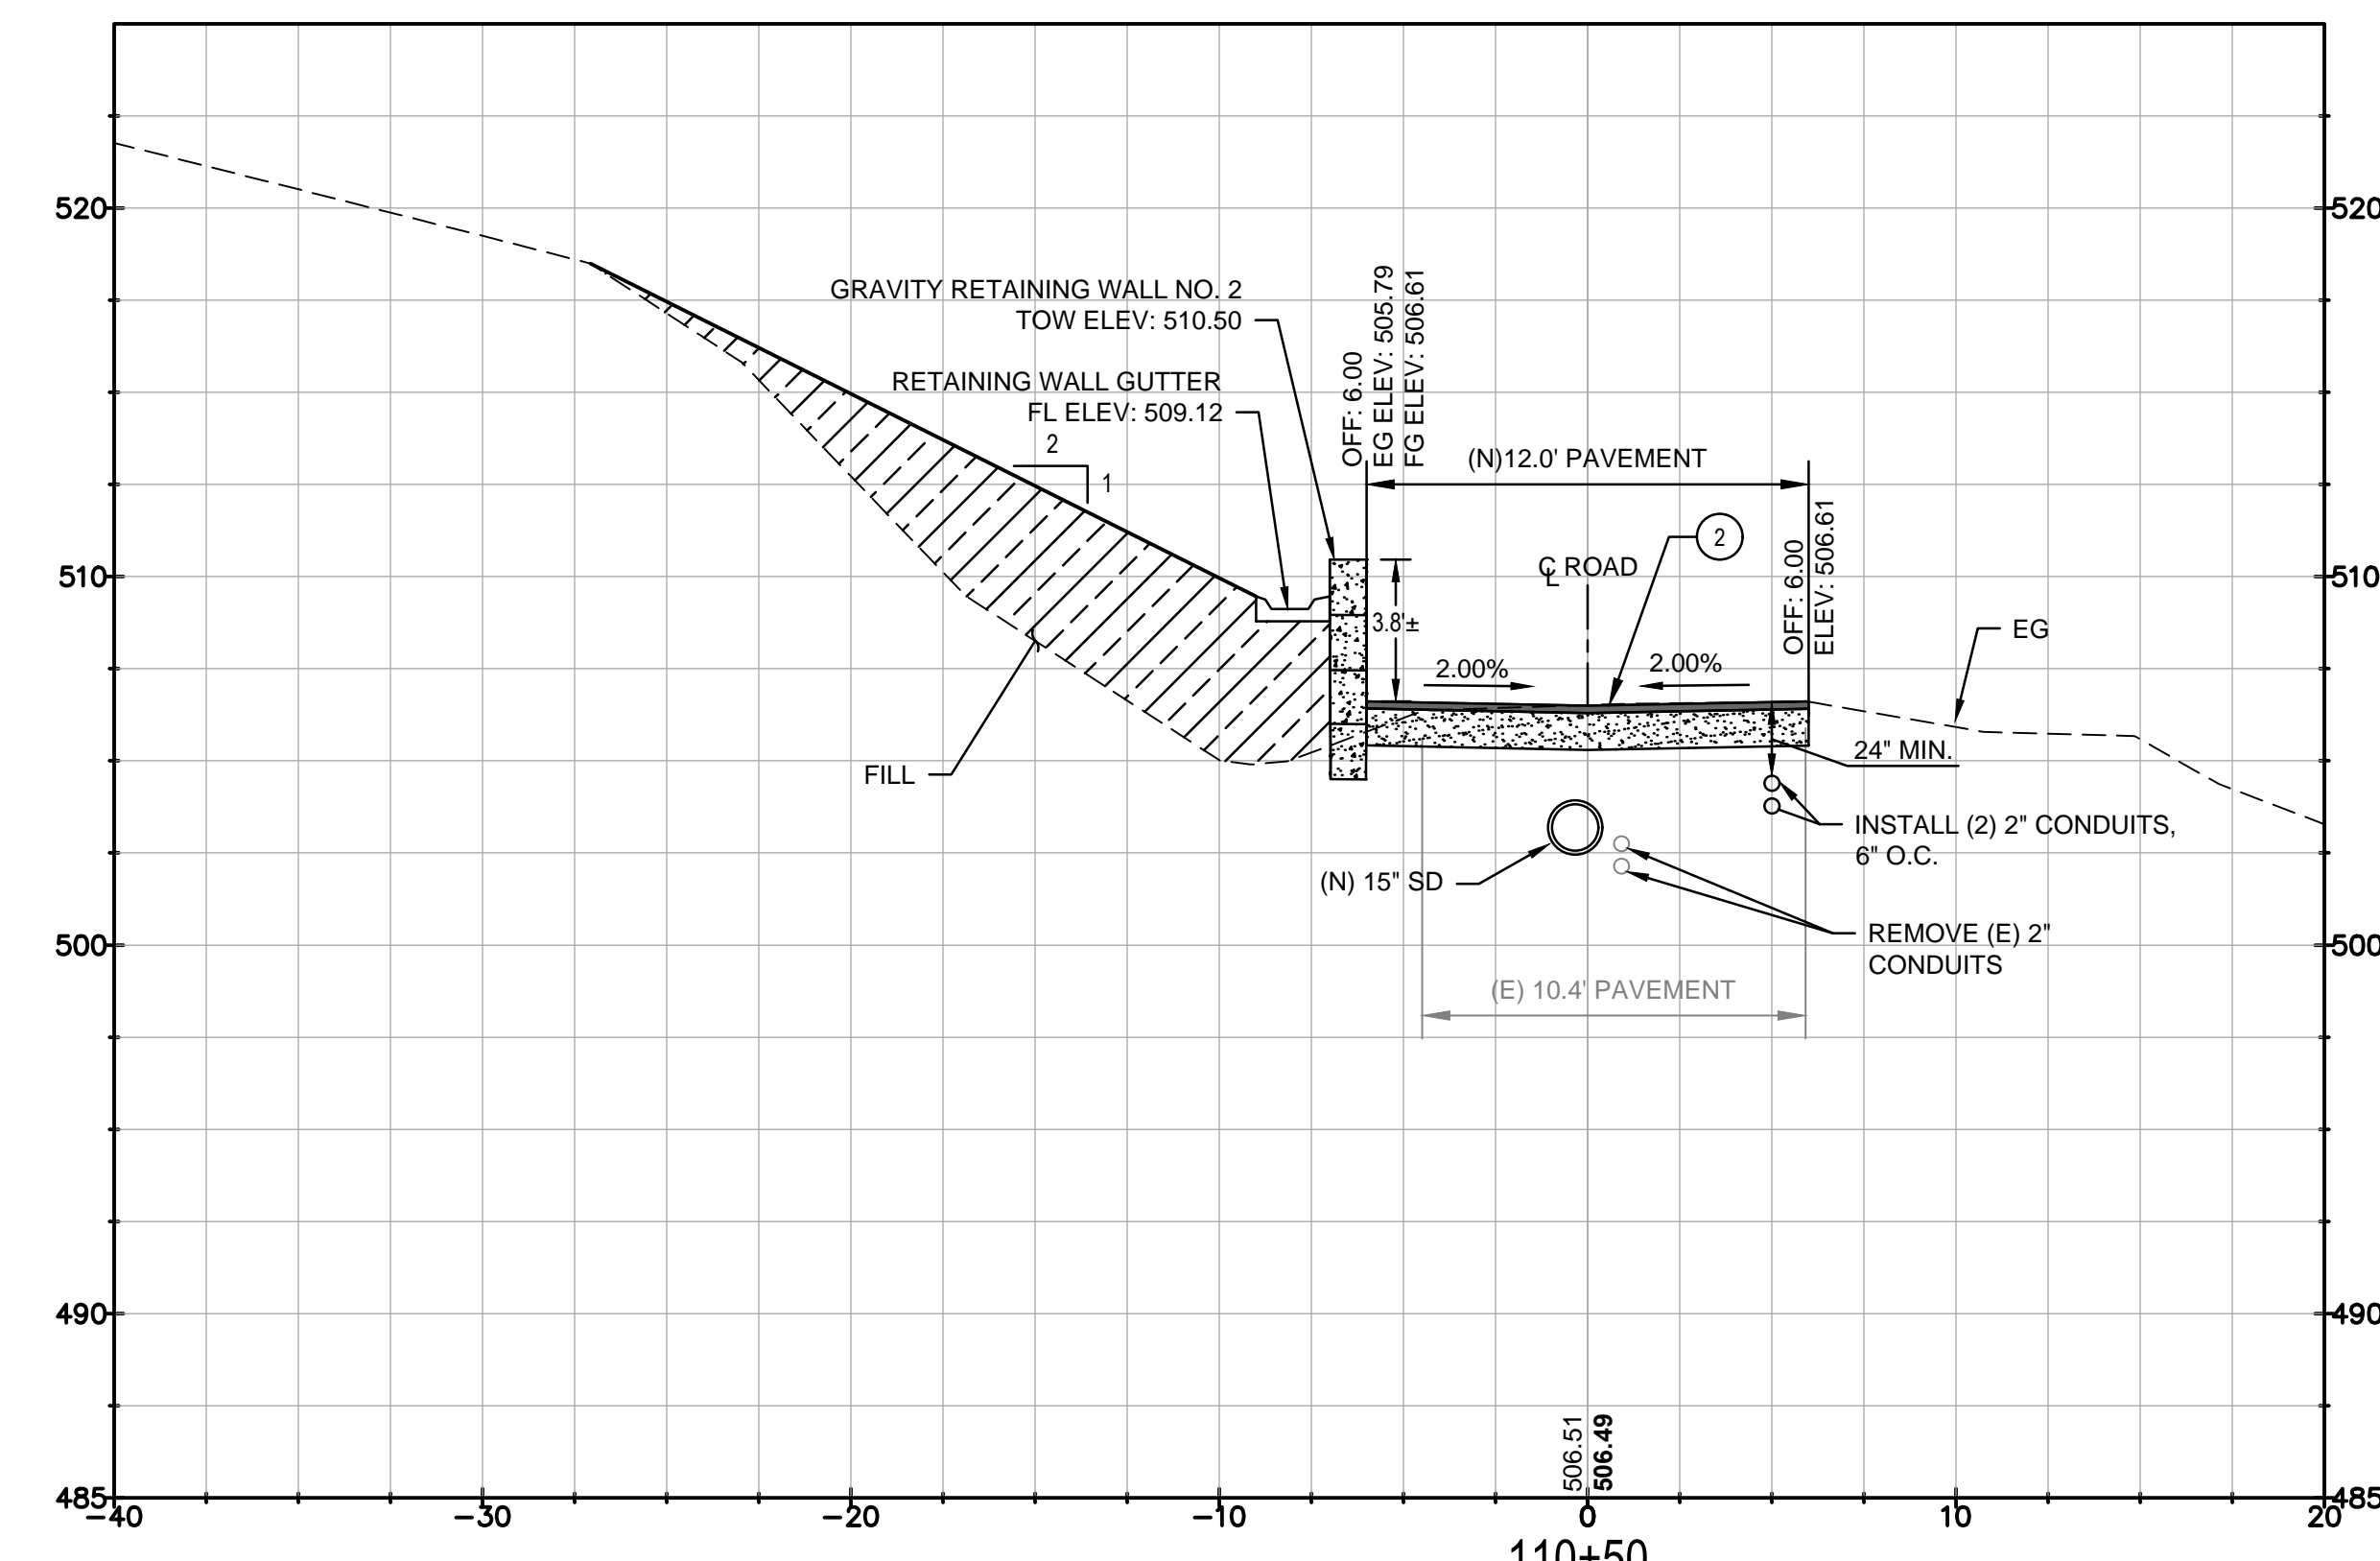 520
520
GRAVITY RETAINING WALL NO. 2
TOW ELEV: 510.50
RETAINING WALL GUTTER
FL ELEV: 509.12
2
1
OFF: 6.00
EG ELEV: 505.79
FG ELEV: 506.61
(N)12.0' PAVEMENT
2
OFF: 6.00
ELEV: 506.61
CL ROAD
510
510
3.8'±
2.00%
2.00%
EG
FILL
24" MIN.
INSTALL (2) 2" CONDUITS,
6" O.C.
(N) 15" SD
REMOVE (E) 2"
CONDUITS
500
500
(E) 10.4' PAVEMENT
490
490
506.51
506.49
485
485
-40
-30
-20
-10
0
10
20
110+50